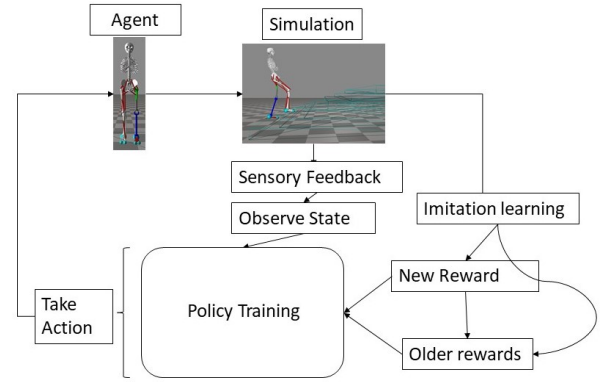 Agent
Simulation
Sensory Feedback
Observe State
Imitation learning
New Reward
Take
Action
Policy Training
Older rewards